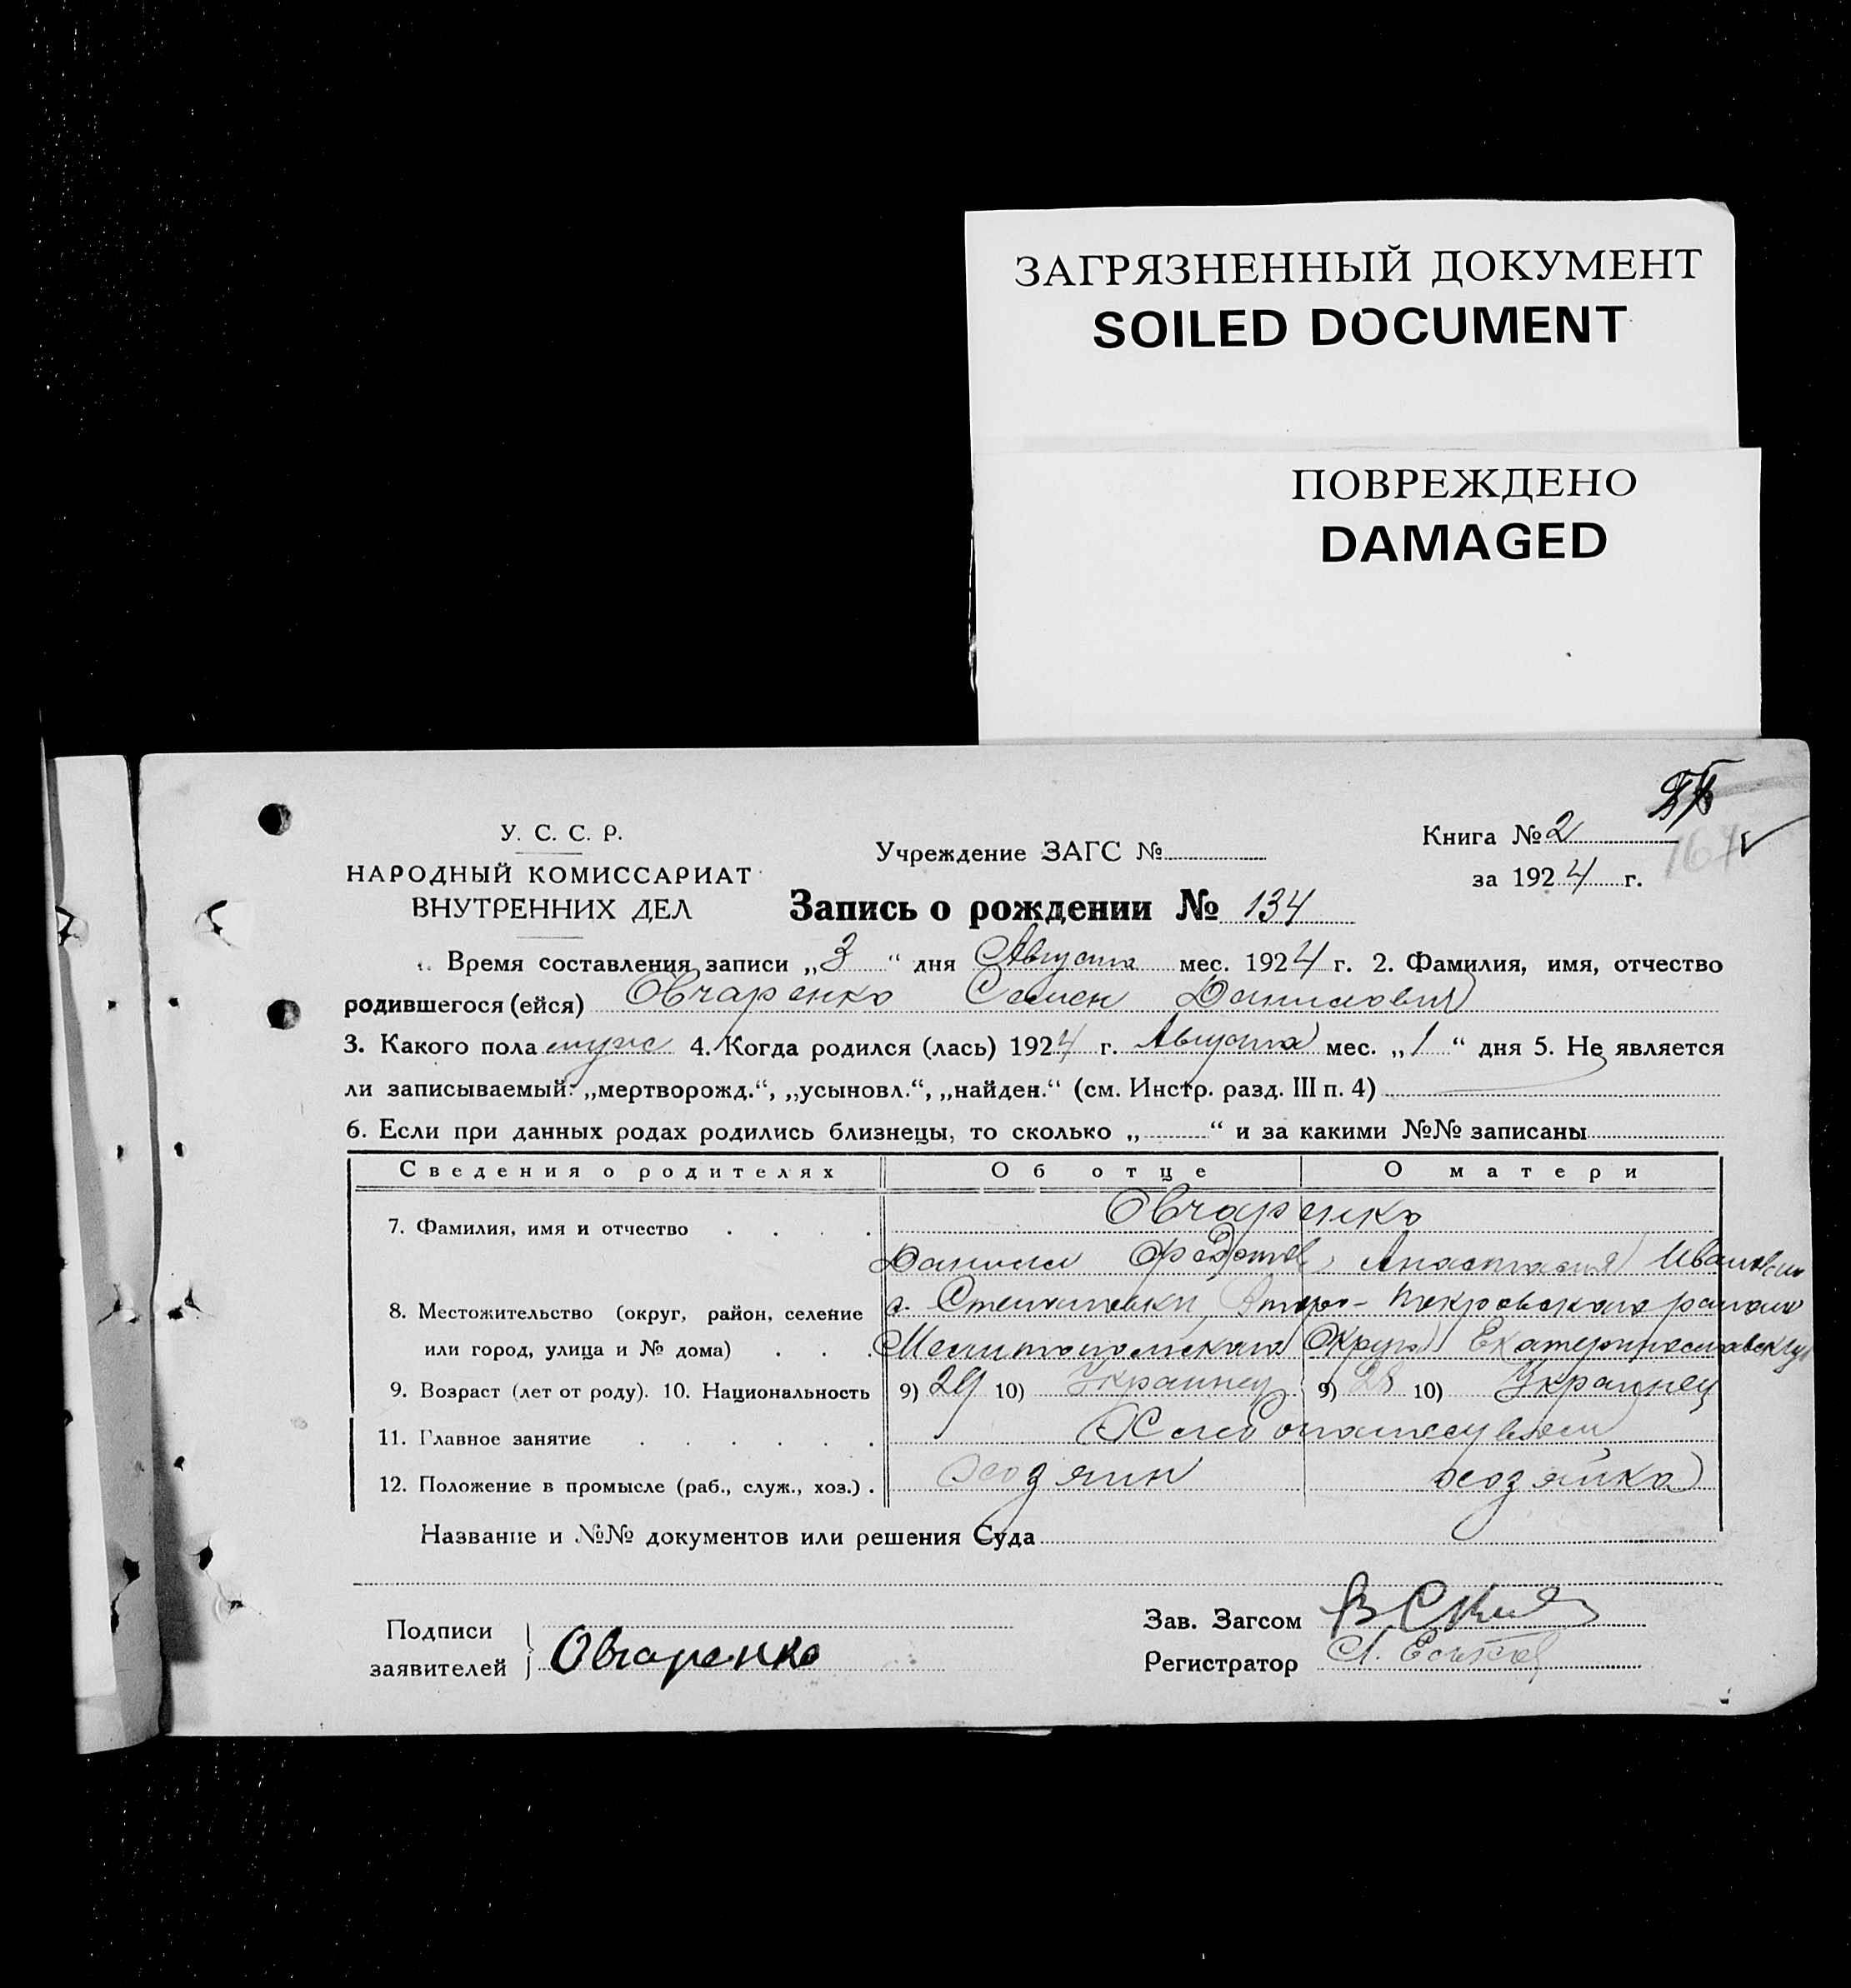 ЗАГРЯЗНЕННЫЙ ДОКУМЕНТ
SOILED DOCUMENT
ПОВРЕЖДЕНО
DAMAGED
У. С. С. Р.
НАРОДНЫЙ КОМИССАРИАТ
ВНУТРЕННИХ ДЕЛ
Учреждение ЗАГС №
Книга № 2
за 1924 г.
Запись о рождении № 134
Время составления записи „3“ дня Августа мес. 1924 г. 2. Фамилия, имя, отчество
родившегося (ейся) Овчаренко Семен Данилович
3. Какого пола муж 4. Когда родился (лась) 1924 г. Августа мес. „1“ дня 5. Не является
ли записываемый: „мертворожд.“, „усыновл.“, „найден.“ (см. Инстр. разд. III п. 4)
6. Если при данных родах родились близнецы, то сколько „ “ и за какими №№ записаны
Сведения о родителях Об отце О матери
7. Фамилия, имя и отчество Овчаренко
Данило Федотов Анастасия Ивановна
8. Местожительство (округ, район, селение Покровского района
или город, улица и № дома) Мелитопольского Округа
9. Возраст (лет от роду). 10. Национальность 9) 29 10) Украинец 9) 28 10) Украинец
11. Главное занятие
12. Положение в промысле (раб., служ., хоз.) хозяин хозяйка
Название и №№ документов или решения Суда
Подписи
заявителей Овчаренко
Зав. Загсом
Регистратор